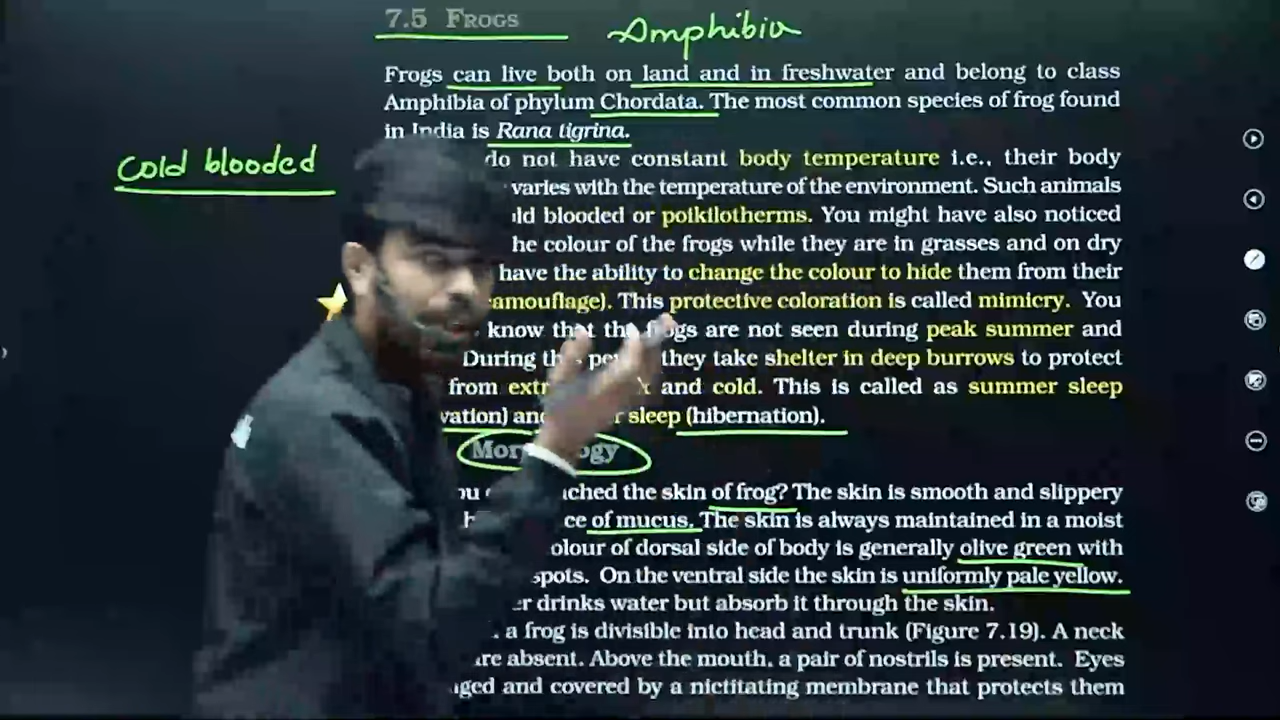 7.5 FROGS
Amphibia
Frogs can live both on land and in freshwater and belong to class
Amphibia of phylum Chordata. The most common species of frog found
in India is Rana tigrina.
Cold blooded
do not have constant body temperature i.e., their body
varies with the temperature of the environment. Such animals
blooded or poikilotherms. You might have also noticed
the colour of the frogs while they are in grasses and on dry
have the ability to change the colour to hide them from their
camouflage). This protective coloration is called mimicry. You
know that the frogs are not seen during peak summer and
During they take shelter in deep burrows to protect
from and cold. This is called as summer sleep
sleep (hibernation).
Morphology
the skin of frog? The skin is smooth and slippery
of mucus. The skin is always maintained in a moist
colour of dorsal side of body is generally olive green with
spots. On the ventral side the skin is uniformly pale yellow.
drinks water but absorb it through the skin.
a frog is divisible into head and trunk (Figure 7.19). A neck
are absent. Above the mouth, a pair of nostrils is present. Eyes
and covered by a nictitating membrane that protects them